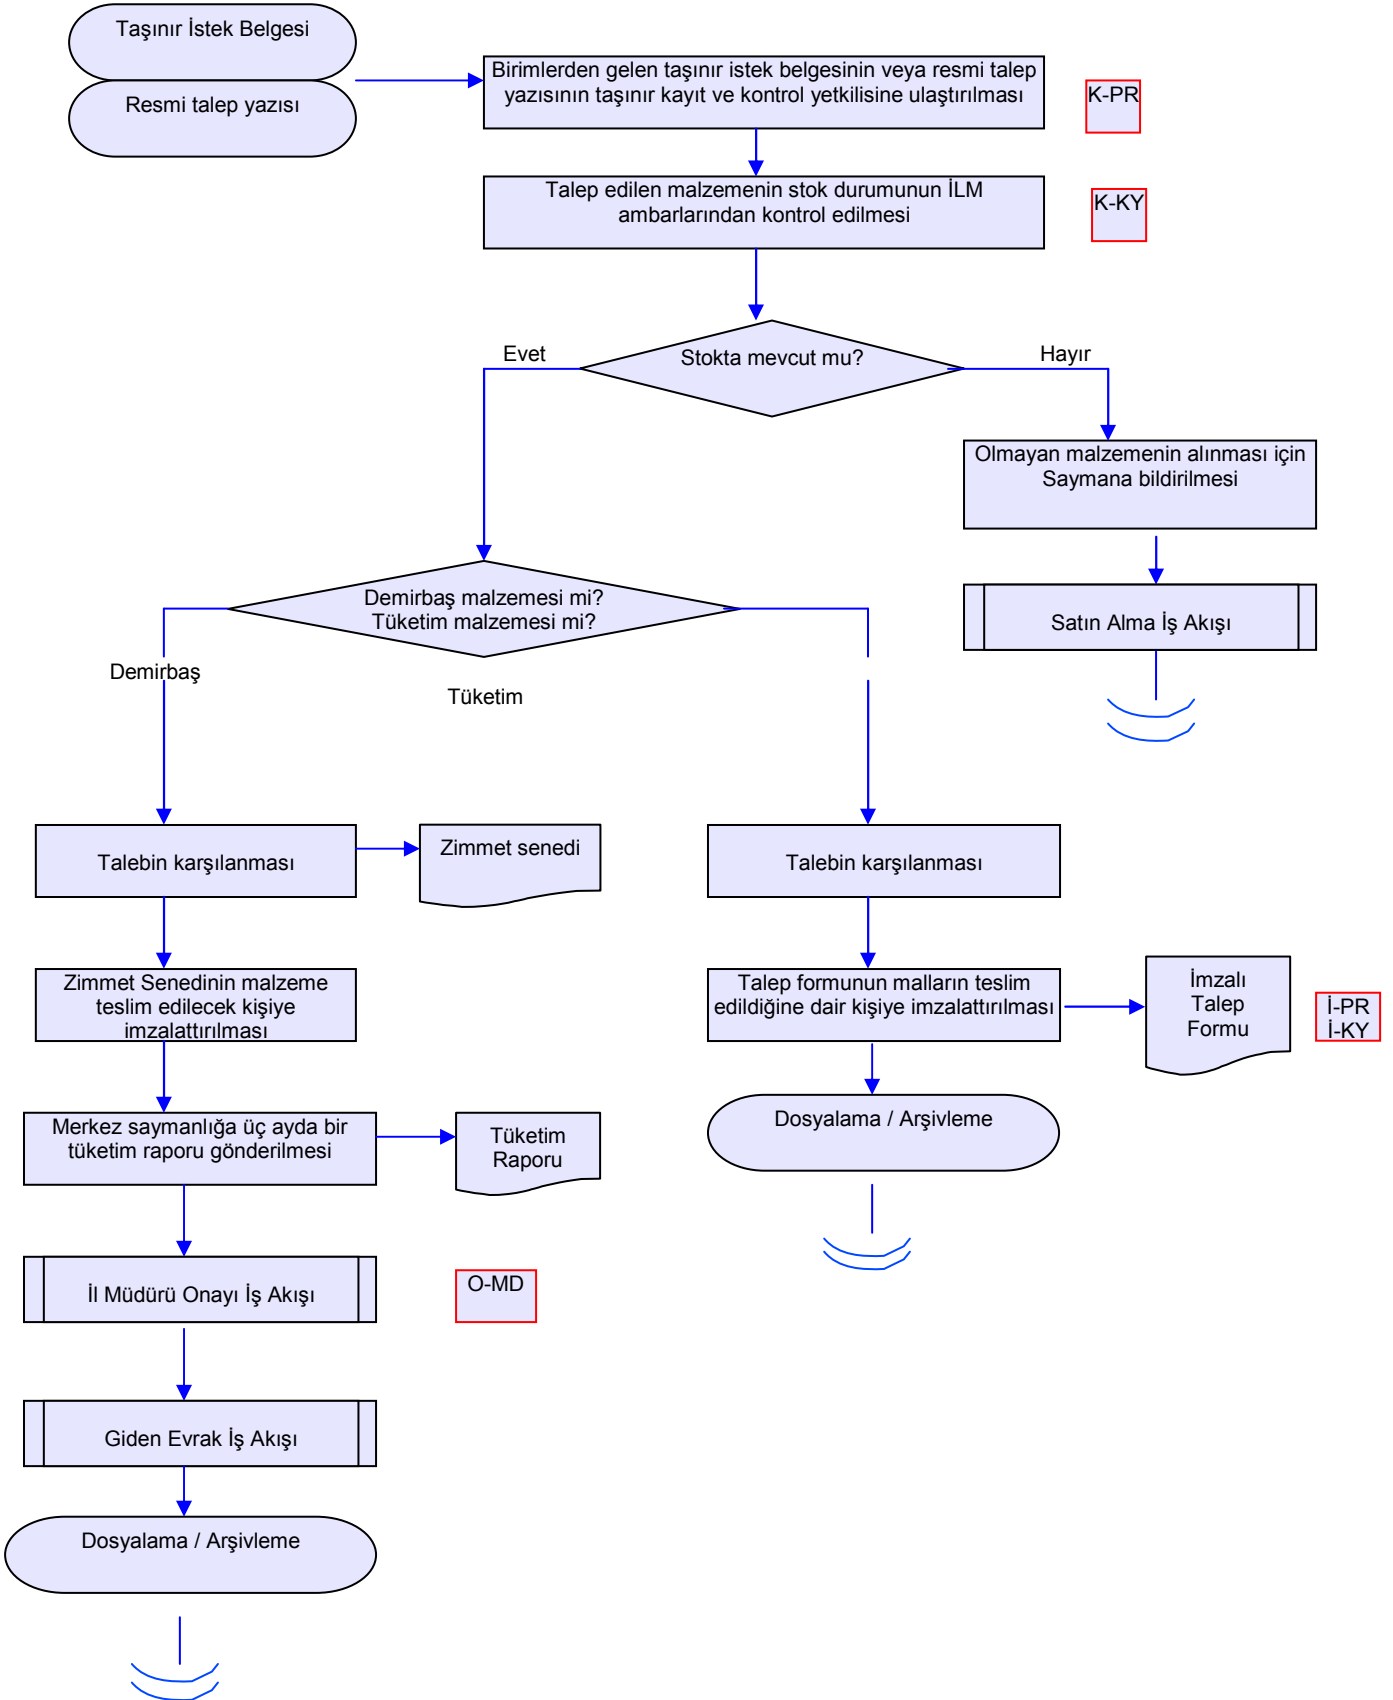 Taşınır İstek Belgesi
Resmi talep yazısı
Birimlerden gelen taşınır istek belgesinin veya resmi talep
yazısının taşınır kayıt ve kontrol yetkilisine ulaştırılması
K-PR
Talep edilen malzemenin stok durumunun İLM
ambarlarından kontrol edilmesi
K-KY
Stokta mevcut mu?
Evet
Hayır
Olmayan malzemenin alınması için
Saymana bildirilmesi
Satın Alma İş Akışı
Demirbaş malzemesi mi?
Tüketim malzemesi mi?
Demirbaş
Tüketim
Talebin karşılanması
Zimmet senedi
Talebin karşılanması
Zimmet Senedinin malzeme
teslim edilecek kişiye
imzalattırılması
Talep formunun malların teslim
edildiğine dair kişiye imzalattırılması
İmzalı
Talep
Formu
İ-PR
İ-KY
Merkez saymanlığa üç ayda bir
tüketim raporu gönderilmesi
Tüketim
Raporu
Dosyalama / Arşivleme
İl Müdürü Onayı İş Akışı
O-MD
Giden Evrak İş Akışı
Dosyalama / Arşivleme